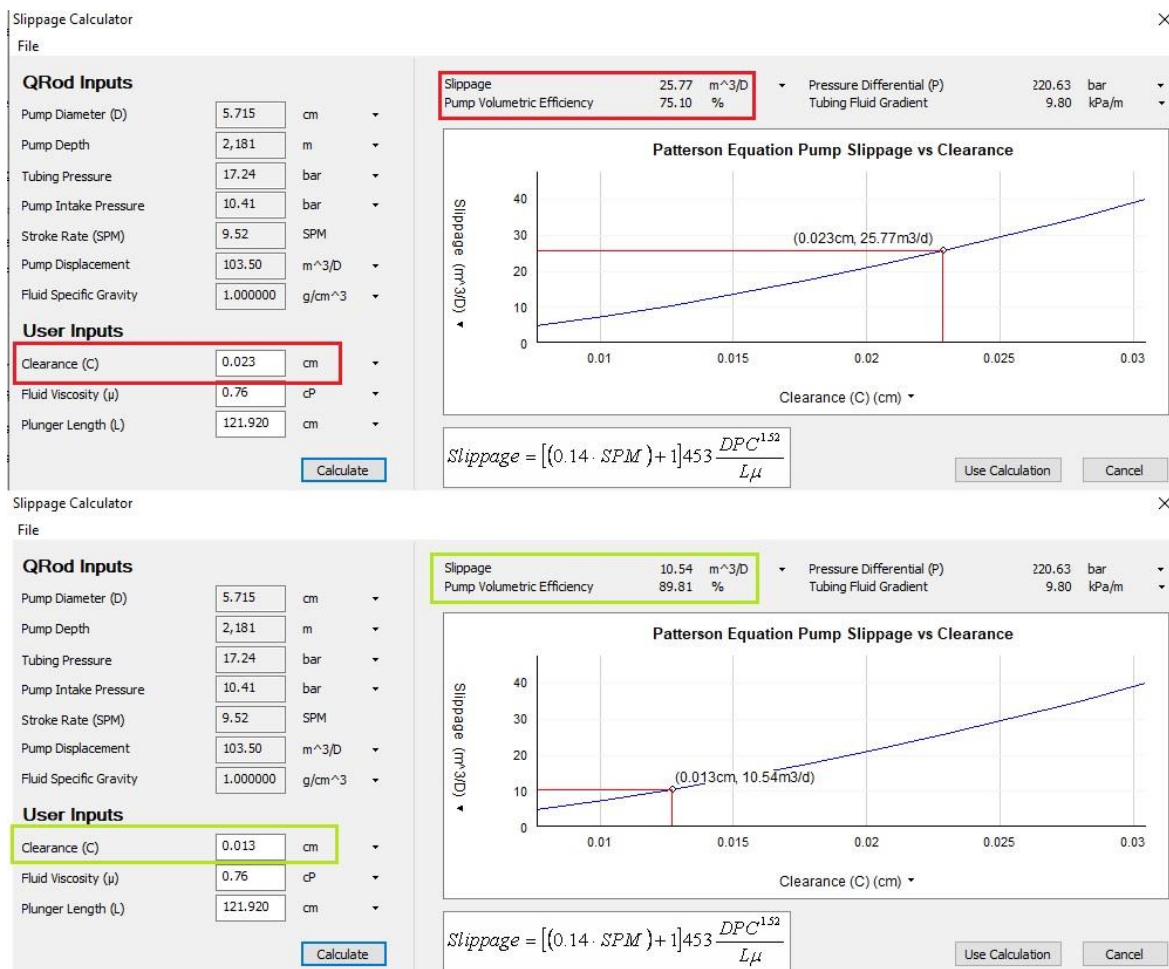 Slippage Calculator
File
QRod Inputs
Pump Diameter (D) 5.715 cm
Pump Depth 2,181 m
Tubing Pressure 17.24 bar
Pump Intake Pressure 10.41 bar
Stroke Rate (SPM) 9.52 SPM
Pump Displacement 103.50 m^3/D
Fluid Specific Gravity 1.000000 g/cm^3
User Inputs
Clearance (C) 0.023 cm
Fluid Viscosity (μ) 0.76 cP
Plunger Length (L) 121.920 cm
Calculate
Slippage 25.77 m^3/D Pressure Differential (P) 220.63 bar
Pump Volumetric Efficiency 75.10 % Tubing Fluid Gradient 9.80 kPa/m
Patterson Equation Pump Slippage vs Clearance
Slippage (m^3/D)
40
30
20
10
0
(0.023cm, 25.77m3/d)
0.01 0.015 0.02 0.025 0.03
Clearance (C) (cm)
Slippage = [(0.14 · SPM) + 1]453 DPC^1.52 / Lμ
Use Calculation Cancel
Slippage Calculator
File
QRod Inputs
Pump Diameter (D) 5.715 cm
Pump Depth 2,181 m
Tubing Pressure 17.24 bar
Pump Intake Pressure 10.41 bar
Stroke Rate (SPM) 9.52 SPM
Pump Displacement 103.50 m^3/D
Fluid Specific Gravity 1.000000 g/cm^3
User Inputs
Clearance (C) 0.013 cm
Fluid Viscosity (μ) 0.76 cP
Plunger Length (L) 121.920 cm
Calculate
Slippage 10.54 m^3/D Pressure Differential (P) 220.63 bar
Pump Volumetric Efficiency 89.81 % Tubing Fluid Gradient 9.80 kPa/m
Patterson Equation Pump Slippage vs Clearance
Slippage (m^3/D)
40
30
20
10
0
(0.013cm, 10.54m3/d)
0.01 0.015 0.02 0.025 0.03
Clearance (C) (cm)
Slippage = [(0.14 · SPM) + 1]453 DPC^1.52 / Lμ
Use Calculation Cancel